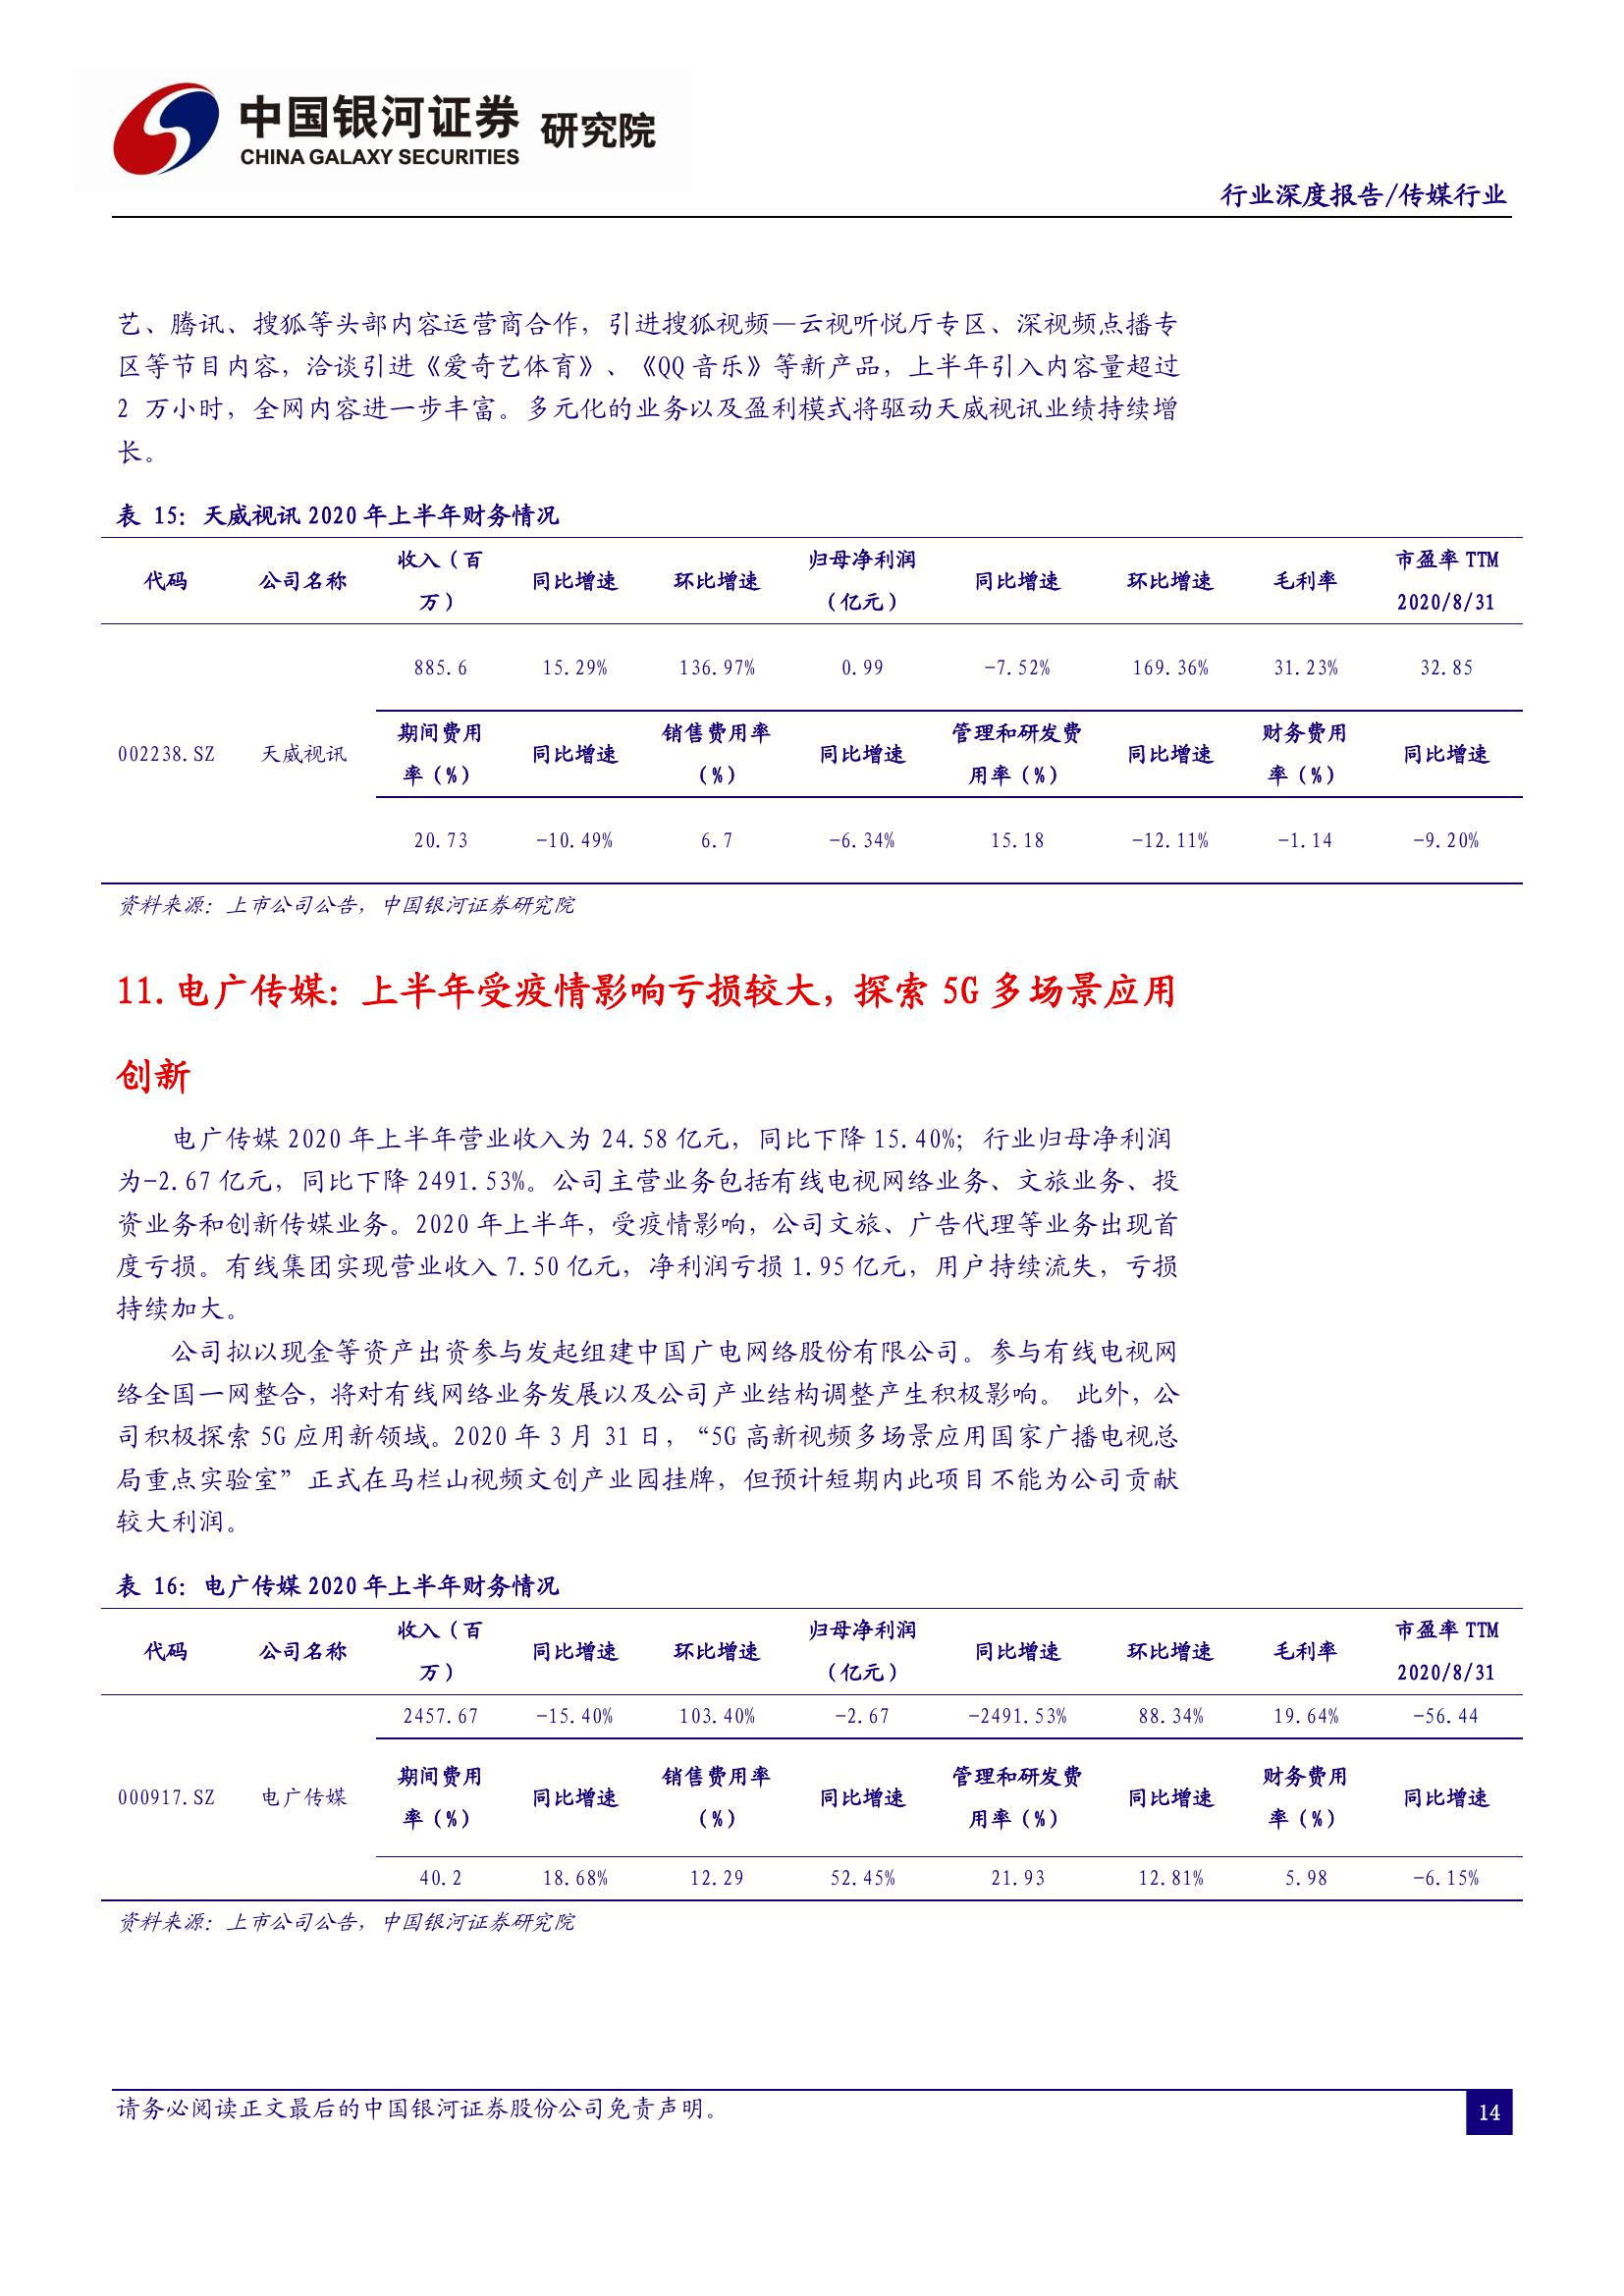 中国银河证券 研究院
CHINA GALAXY SECURITIES
行业深度报告/传媒行业
艺、腾讯、搜狐等头部内容运营商合作，引进搜狐视频—云视听悦厅专区、深视频点播专
区等节目内容，洽谈引进《爱奇艺体育》、《QQ 音乐》等新产品，上半年引入内容量超过
2 万小时，全网内容进一步丰富。多元化的业务以及盈利模式将驱动天威视讯业绩持续增
长。
表 15：天威视讯 2020 年上半年财务情况
代码 公司名称 收入（百万） 同比增速 环比增速 归母净利润（亿元） 同比增速 环比增速 毛利率 市盈率 TTM 2020/8/31
885.6 15.29% 136.97% 0.99 -7.52% 169.36% 31.23% 32.85
002238.SZ 天威视讯 期间费用率（%） 同比增速 销售费用率（%） 同比增速 管理和研发费用率（%） 同比增速 财务费用率（%） 同比增速
20.73 -10.49% 6.7 -6.34% 15.18 -12.11% -1.14 -9.20%
资料来源：上市公司公告，中国银河证券研究院
11.电广传媒：上半年受疫情影响亏损较大，探索 5G 多场景应用
创新
电广传媒 2020 年上半年营业收入为 24.58 亿元，同比下降 15.40%；行业归母净利润
为-2.67 亿元，同比下降 2491.53%。公司主营业务包括有线电视网络业务、文旅业务、投
资业务和创新传媒业务。2020 年上半年，受疫情影响，公司文旅、广告代理等业务出现首
度亏损。有线集团实现营业收入 7.50 亿元，净利润亏损 1.95 亿元，用户持续流失，亏损
持续加大。
公司拟以现金等资产出资参与发起组建中国广电网络股份有限公司。参与有线电视网
络全国一网整合，将对有线网络业务发展以及公司产业结构调整产生积极影响。 此外，公
司积极探索 5G 应用新领域。2020 年 3 月 31 日，“5G 高新视频多场景应用国家广播电视总
局重点实验室”正式在马栏山视频文创产业园挂牌，但预计短期内此项目不能为公司贡献
较大利润。
表 16：电广传媒 2020 年上半年财务情况
代码 公司名称 收入（百万） 同比增速 环比增速 归母净利润（亿元） 同比增速 环比增速 毛利率 市盈率 TTM 2020/8/31
2457.67 -15.40% 103.40% -2.67 -2491.53% 88.34% 19.64% -56.44
000917.SZ 电广传媒 期间费用率（%） 同比增速 销售费用率（%） 同比增速 管理和研发费用率（%） 同比增速 财务费用率（%） 同比增速
40.2 18.68% 12.29 52.45% 21.93 12.81% 5.98 -6.15%
资料来源：上市公司公告，中国银河证券研究院
请务必阅读正文最后的中国银河证券股份公司免责声明。
14